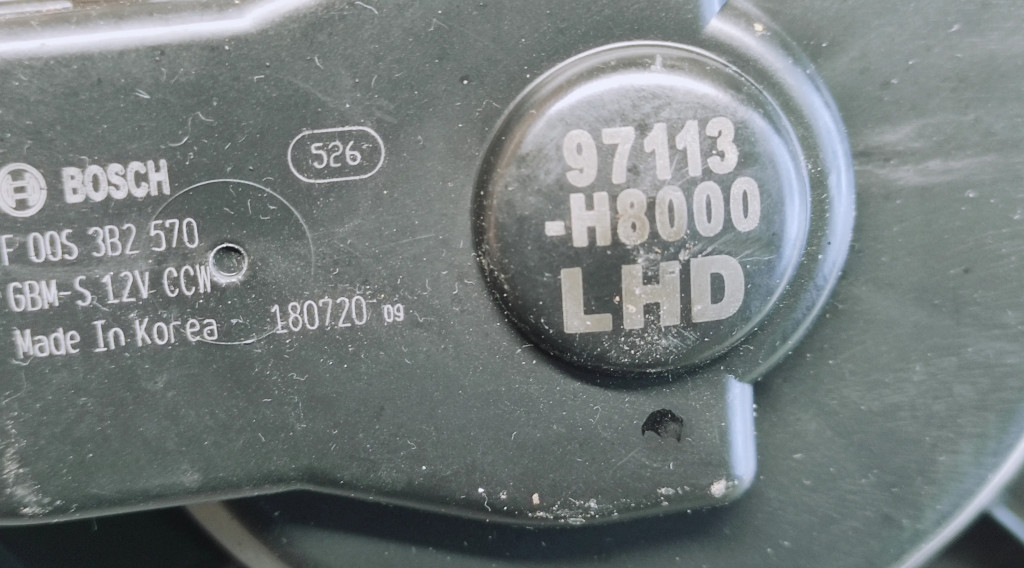 526
BOSCH
F 00S 3B2 570
GBM-S 12V CCW
Made In Korea
180720 09
97113
-H8000
LHD